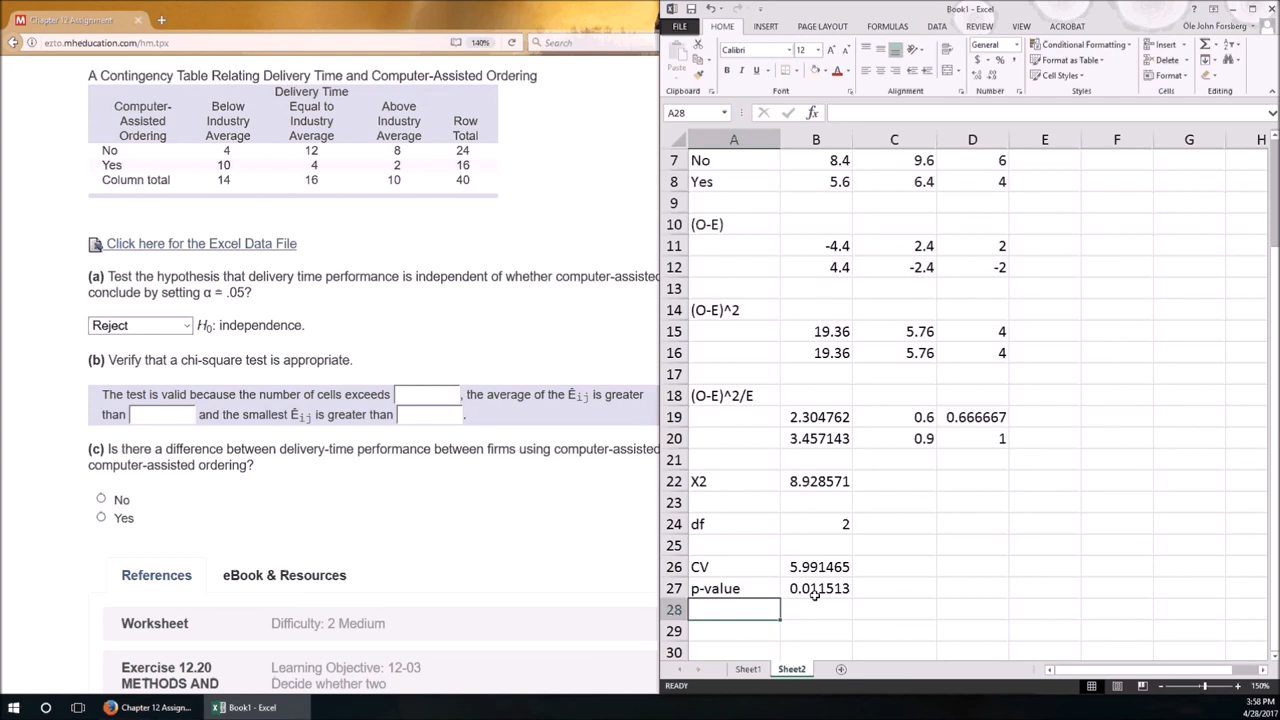 Chapter 12 Assignment
ezto.mheducation.com/hm.tpx
140%
Search
A Contingency Table Relating Delivery Time and Computer-Assisted Ordering
Delivery Time
Computer-Assisted Ordering Below Industry Average Equal to Industry Average Above Industry Average Row Total
No 4 12 8 24
Yes 10 4 2 16
Column total 14 16 10 40
Click here for the Excel Data File
(a) Test the hypothesis that delivery time performance is independent of whether computer-assisted
conclude by setting α = .05?
Reject H0: independence.
(b) Verify that a chi-square test is appropriate.
The test is valid because the number of cells exceeds , the average of the Êij is greater
than and the smallest Êij is greater than .
(c) Is there a difference between delivery-time performance between firms using computer-assisted
computer-assisted ordering?
No
Yes
References eBook & Resources
Worksheet Difficulty: 2 Medium
Exercise 12.20 Learning Objective: 12-03
METHODS AND Decide whether two
Book1 - Excel
FILE HOME INSERT PAGE LAYOUT FORMULAS DATA REVIEW VIEW ACROBAT Ole John Forsberg
Paste
Calibri 12
B I U
General
$ % ,
Conditional Formatting
Format as Table
Cell Styles
Insert
Delete
Format
Clipboard Font Alignment Number Styles Cells Editing
A28 fx
A B C D E F G H
7 No 8.4 9.6 6
8 Yes 5.6 6.4 4
9
10 (O-E)
11 -4.4 2.4 2
12 4.4 -2.4 -2
13
14 (O-E)^2
15 19.36 5.76 4
16 19.36 5.76 4
17
18 (O-E)^2/E
19 2.304762 0.6 0.666667
20 3.457143 0.9 1
21
22 X2 8.928571
23
24 df 2
25
26 CV 5.991465
27 p-value 0.011513
28
29
30
Sheet1 Sheet2
READY 150%
Chapter 12 Assign... Book1 - Excel
3:58 PM
4/28/2017